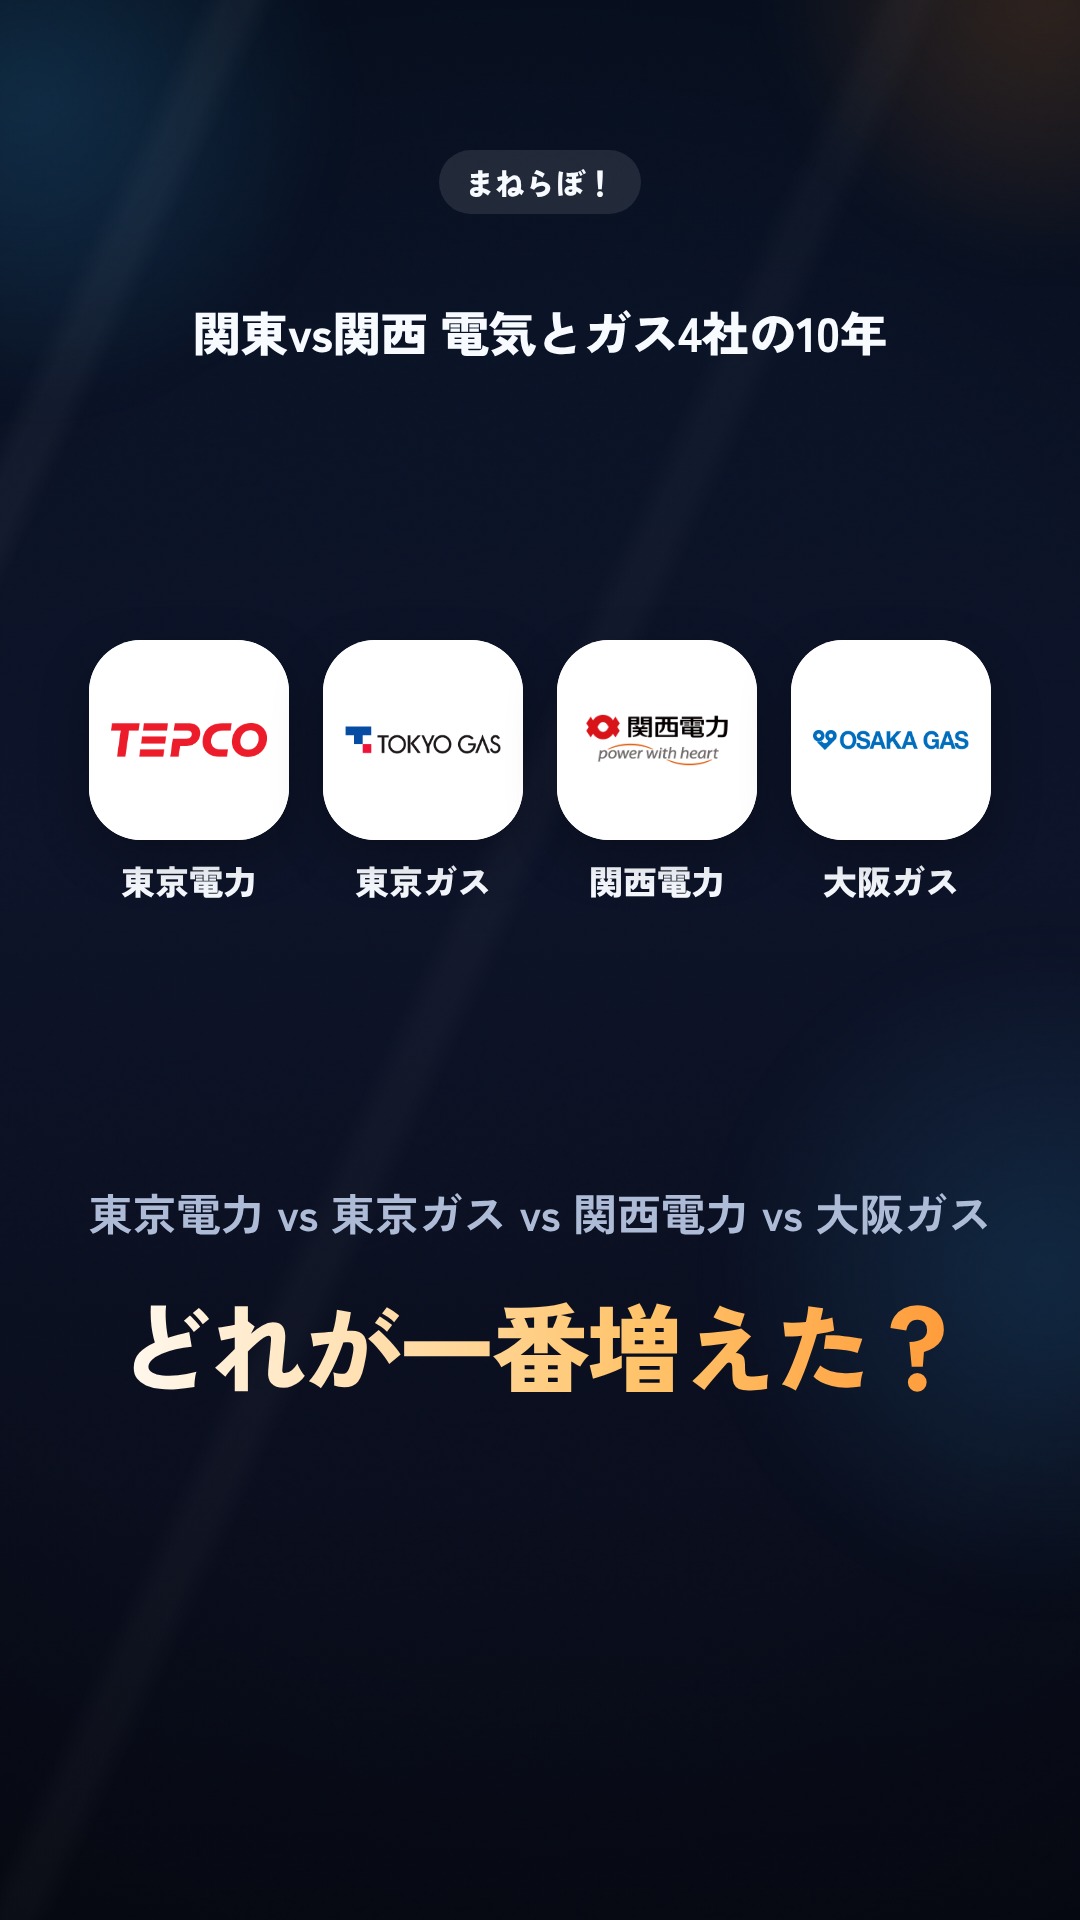 まねらぼ！
関東vs関西 電気とガス4社の10年
TEPCO
TOKYO GAS
関西電力
power with heart
OSAKA GAS
東京電力
東京ガス
関西電力
大阪ガス
東京電力 vs 東京ガス vs 関西電力 vs 大阪ガス
どれが一番増えた？